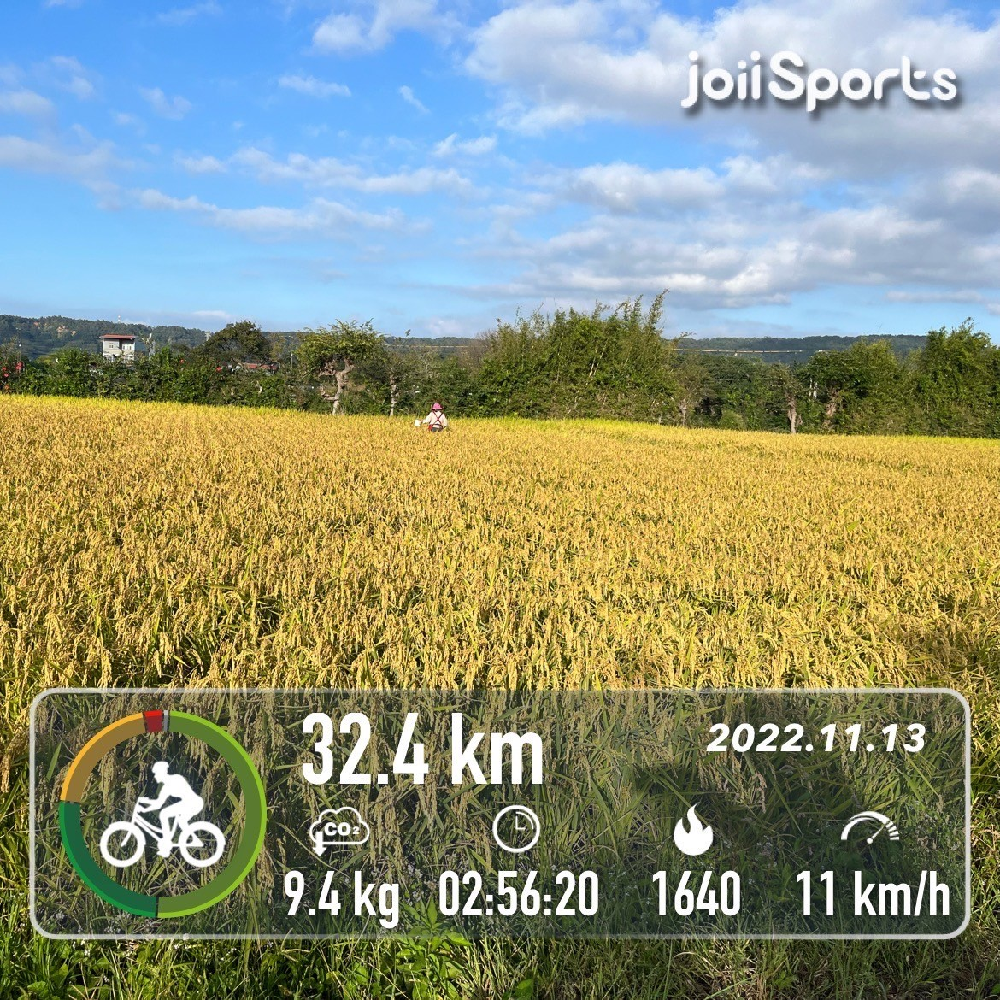 joiiSports
32.4 km
2022.11.13
CO₂
9.4 kg 02:56:20 1640 11 km/h